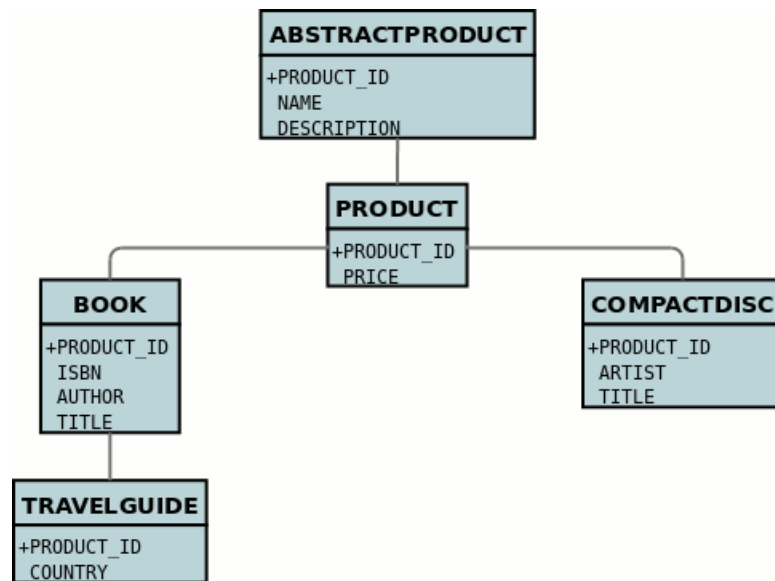 ABSTRACTPRODUCT
+PRODUCT_ID
NAME
DESCRIPTION
PRODUCT
+PRODUCT_ID
PRICE
BOOK
+PRODUCT_ID
ISBN
AUTHOR
TITLE
COMPACTDISC
+PRODUCT_ID
ARTIST
TITLE
TRAVELGUIDE
+PRODUCT_ID
COUNTRY